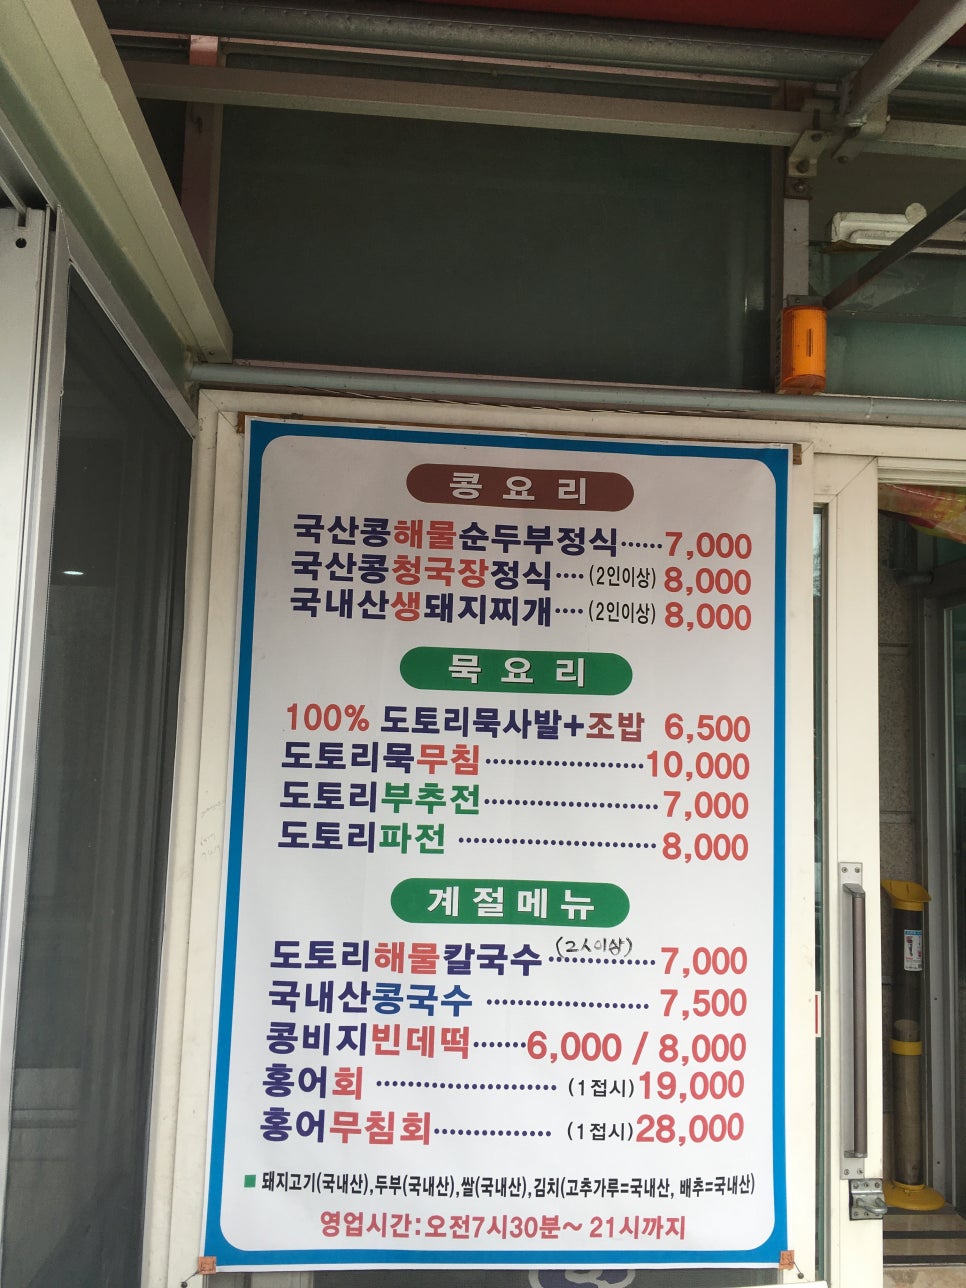 콩요리
국산콩해물순두부정식······7,000
국산콩청국장정식····(2인이상) 8,000
국내산생돼지찌개····(2인이상) 8,000
묵요리
100% 도토리묵사발+조밥 6,500
도토리묵무침··················10,000
도토리부추전····················7,000
도토리파전 ·······················8,000
계절메뉴
도토리해물칼국수·············(2人이상) 7,000
국내산콩국수 ··················· 7,500
콩비지빈데떡·······6,000 / 8,000
홍어회 ····················· (1접시)19,000
홍어무침회·············· (1접시)28,000
■ 돼지고기(국내산),두부(국내산),쌀(국내산),김치(고추가루=국내산, 배추=국내산)
영업시간:오전7시30분~ 21시까지